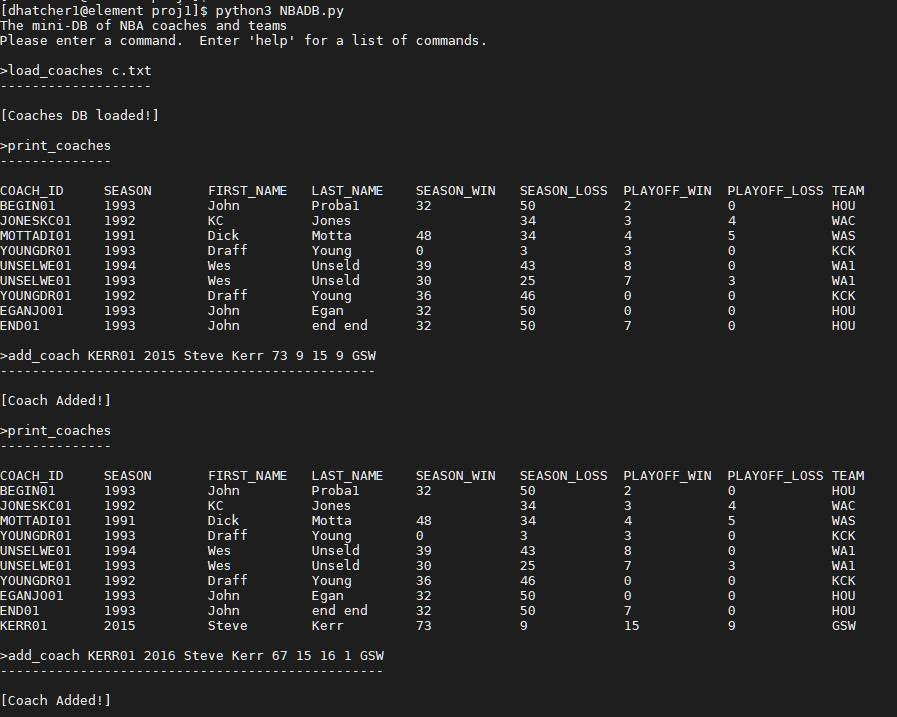 [dhatcher1@element proj1]$ python3 NBADB.py
The mini-DB of NBA coaches and teams
Please enter a command.  Enter 'help' for a list of commands.
>load_coaches c.txt
-------------------
[Coaches DB loaded!]
>print_coaches
--------------
COACH_ID     SEASON       FIRST_NAME   LAST_NAME    SEASON_WIN   SEASON_LOSS  PLAYOFF_WIN  PLAYOFF_LOSS TEAM
BEGIN01      1993         John         Proba1       32           50           2            0            HOU
JONESKC01    1992         KC           Jones                     34           3            4            WAC
MOTTADI01    1991         Dick         Motta        48           34           4            5            WAS
YOUNGDR01    1993         Draff        Young        0            3            3            0            KCK
UNSELWE01    1994         Wes          Unseld       39           43           8            0            WA1
UNSELWE01    1993         Wes          Unseld       30           25           7            3            WA1
YOUNGDR01    1992         Draff        Young        36           46           0            0            KCK
EGANJO01     1993         John         Egan         32           50           0            0            HOU
END01        1993         John         end end      32           50           7            0            HOU
>add_coach KERR01 2015 Steve Kerr 73 9 15 9 GSW
-----------------------------------------------
[Coach Added!]
>print_coaches
--------------
COACH_ID     SEASON       FIRST_NAME   LAST_NAME    SEASON_WIN   SEASON_LOSS  PLAYOFF_WIN  PLAYOFF_LOSS TEAM
BEGIN01      1993         John         Proba1       32           50           2            0            HOU
JONESKC01    1992         KC           Jones                     34           3            4            WAC
MOTTADI01    1991         Dick         Motta        48           34           4            5            WAS
YOUNGDR01    1993         Draff        Young        0            3            3            0            KCK
UNSELWE01    1994         Wes          Unseld       39           43           8            0            WA1
UNSELWE01    1993         Wes          Unseld       30           25           7            3            WA1
YOUNGDR01    1992         Draff        Young        36           46           0            0            KCK
EGANJO01     1993         John         Egan         32           50           0            0            HOU
END01        1993         John         end end      32           50           7            0            HOU
KERR01       2015         Steve        Kerr         73           9            15           9            GSW
>add_coach KERR01 2016 Steve Kerr 67 15 16 1 GSW
------------------------------------------------
[Coach Added!]